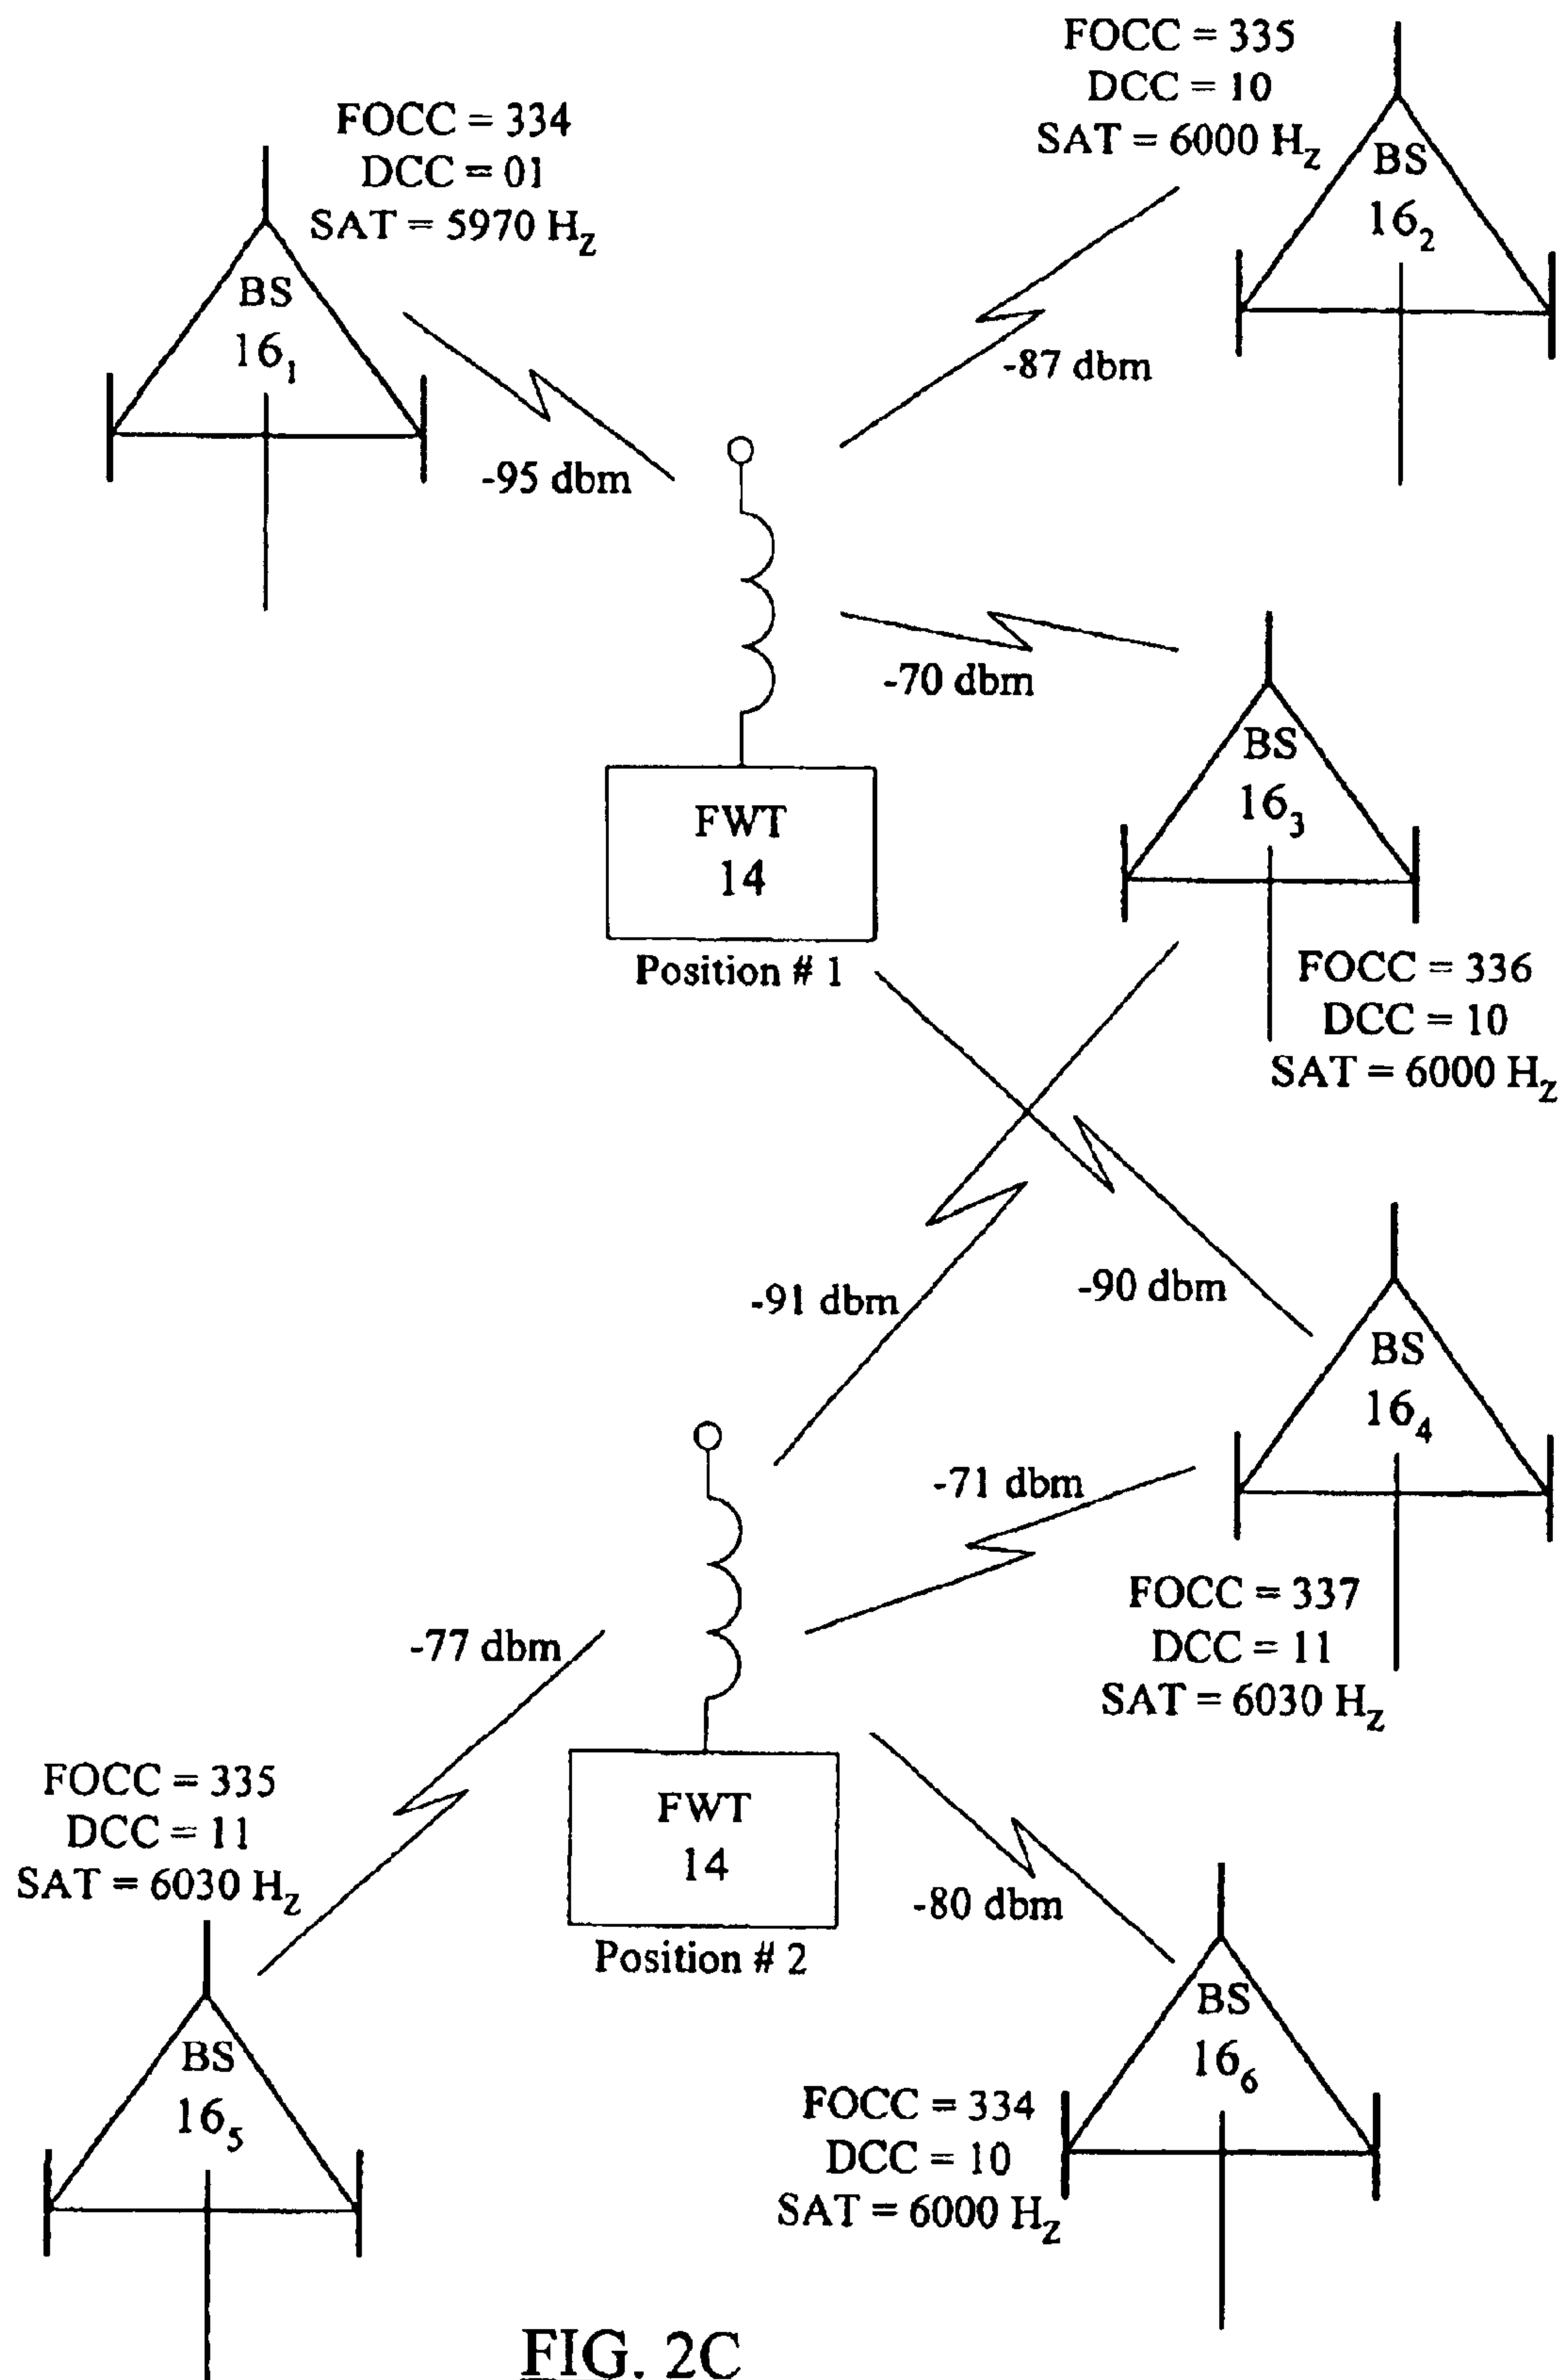 FOCC = 335
DCC = 10
SAT = 6000 Hz
BS
16₂
FOCC = 334
DCC = 01
SAT = 5970 Hz
BS
16₁
-87 dbm
-95 dbm
-70 dbm
BS
16₃
FWT
14
Position # 1
FOCC = 336
DCC = 10
SAT = 6000 Hz
-91 dbm
-90 dbm
BS
16₄
-71 dbm
FOCC = 337
DCC = 11
SAT = 6030 Hz
-77 dbm
FOCC = 335
DCC = 11
SAT = 6030 Hz
FWT
14
Position # 2
-80 dbm
BS
16₅
BS
16₆
FOCC = 334
DCC = 10
SAT = 6000 Hz
FIG. 2C